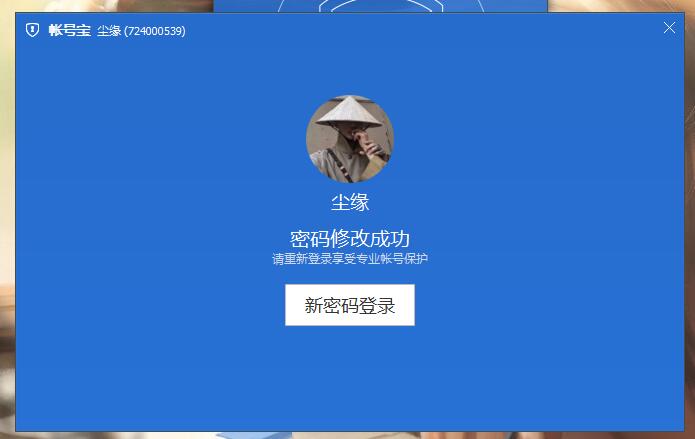 帐号宝 尘缘 (724000539)
尘缘
密码修改成功
请重新登录享受专业帐号保护
新密码登录